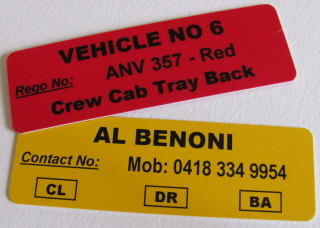 VEHICLE NO 6
Rego No: ANV 357 - Red
Crew Cab Tray Back
AL BENONI
Contact No: Mob: 0418 334 9954
CL DR BA